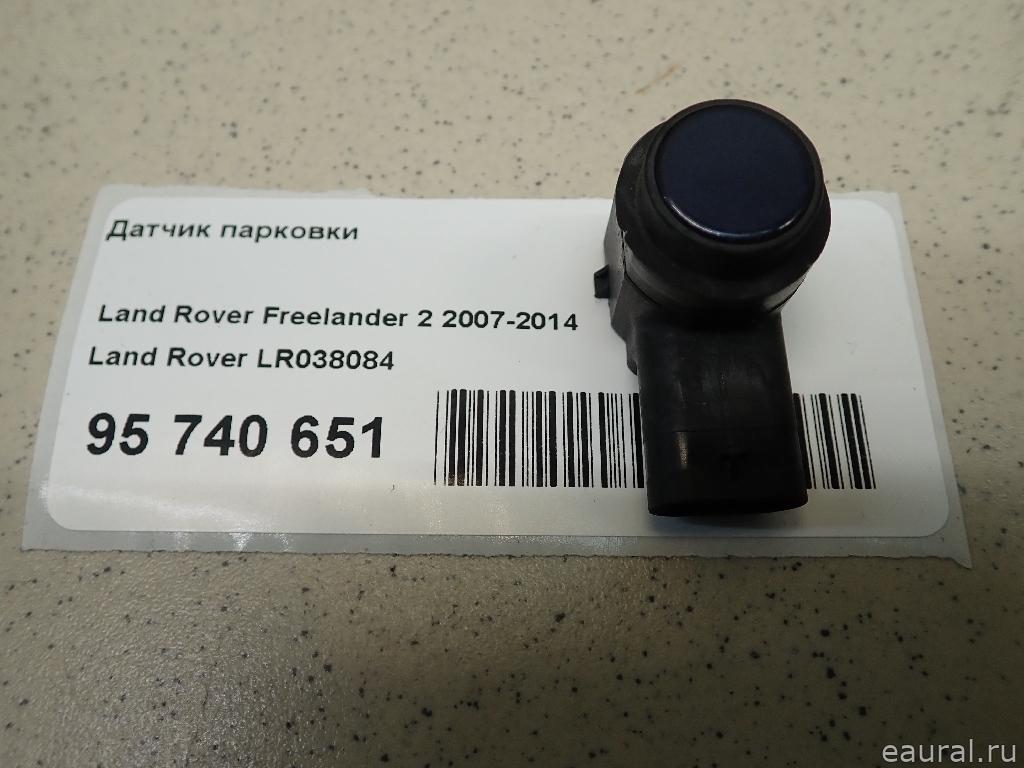 Датчик парковки
Land Rover Freelander 2 2007-2014
Land Rover LR038084
95 740 651
eaural.ru